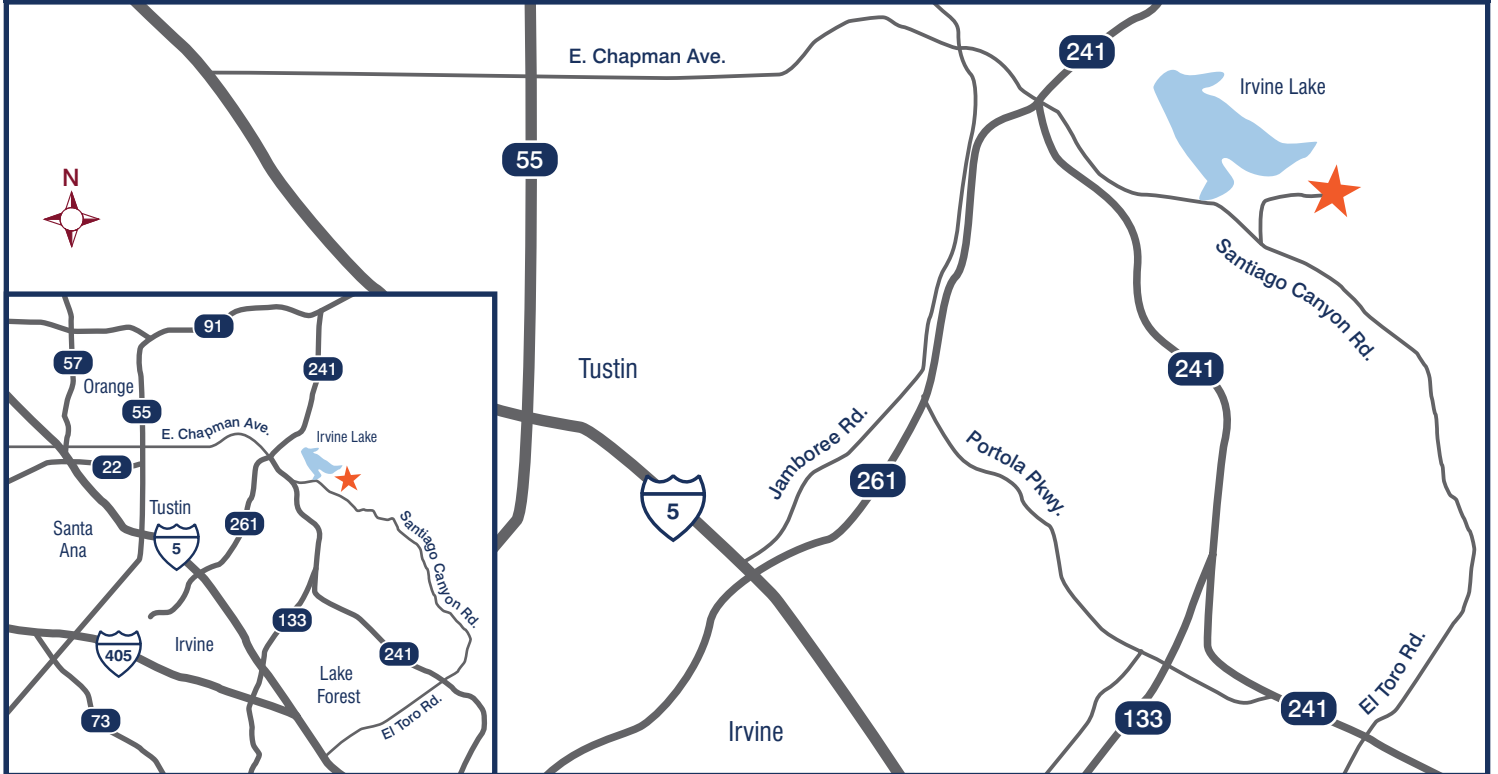 241
E. Chapman Ave.
Irvine Lake
55
N
Santiago Canyon Rd.
Tustin
241
Jamboree Rd.
Portola Pkwy.
261
5
El Toro Rd.
241
133
Irvine
91
57
241
Orange
55
E. Chapman Ave.
Irvine Lake
22
Tustin
261
Santa
Ana
5
Santiago Canyon Rd.
133
Irvine
405
241
Lake
Forest
El Toro Rd.
73